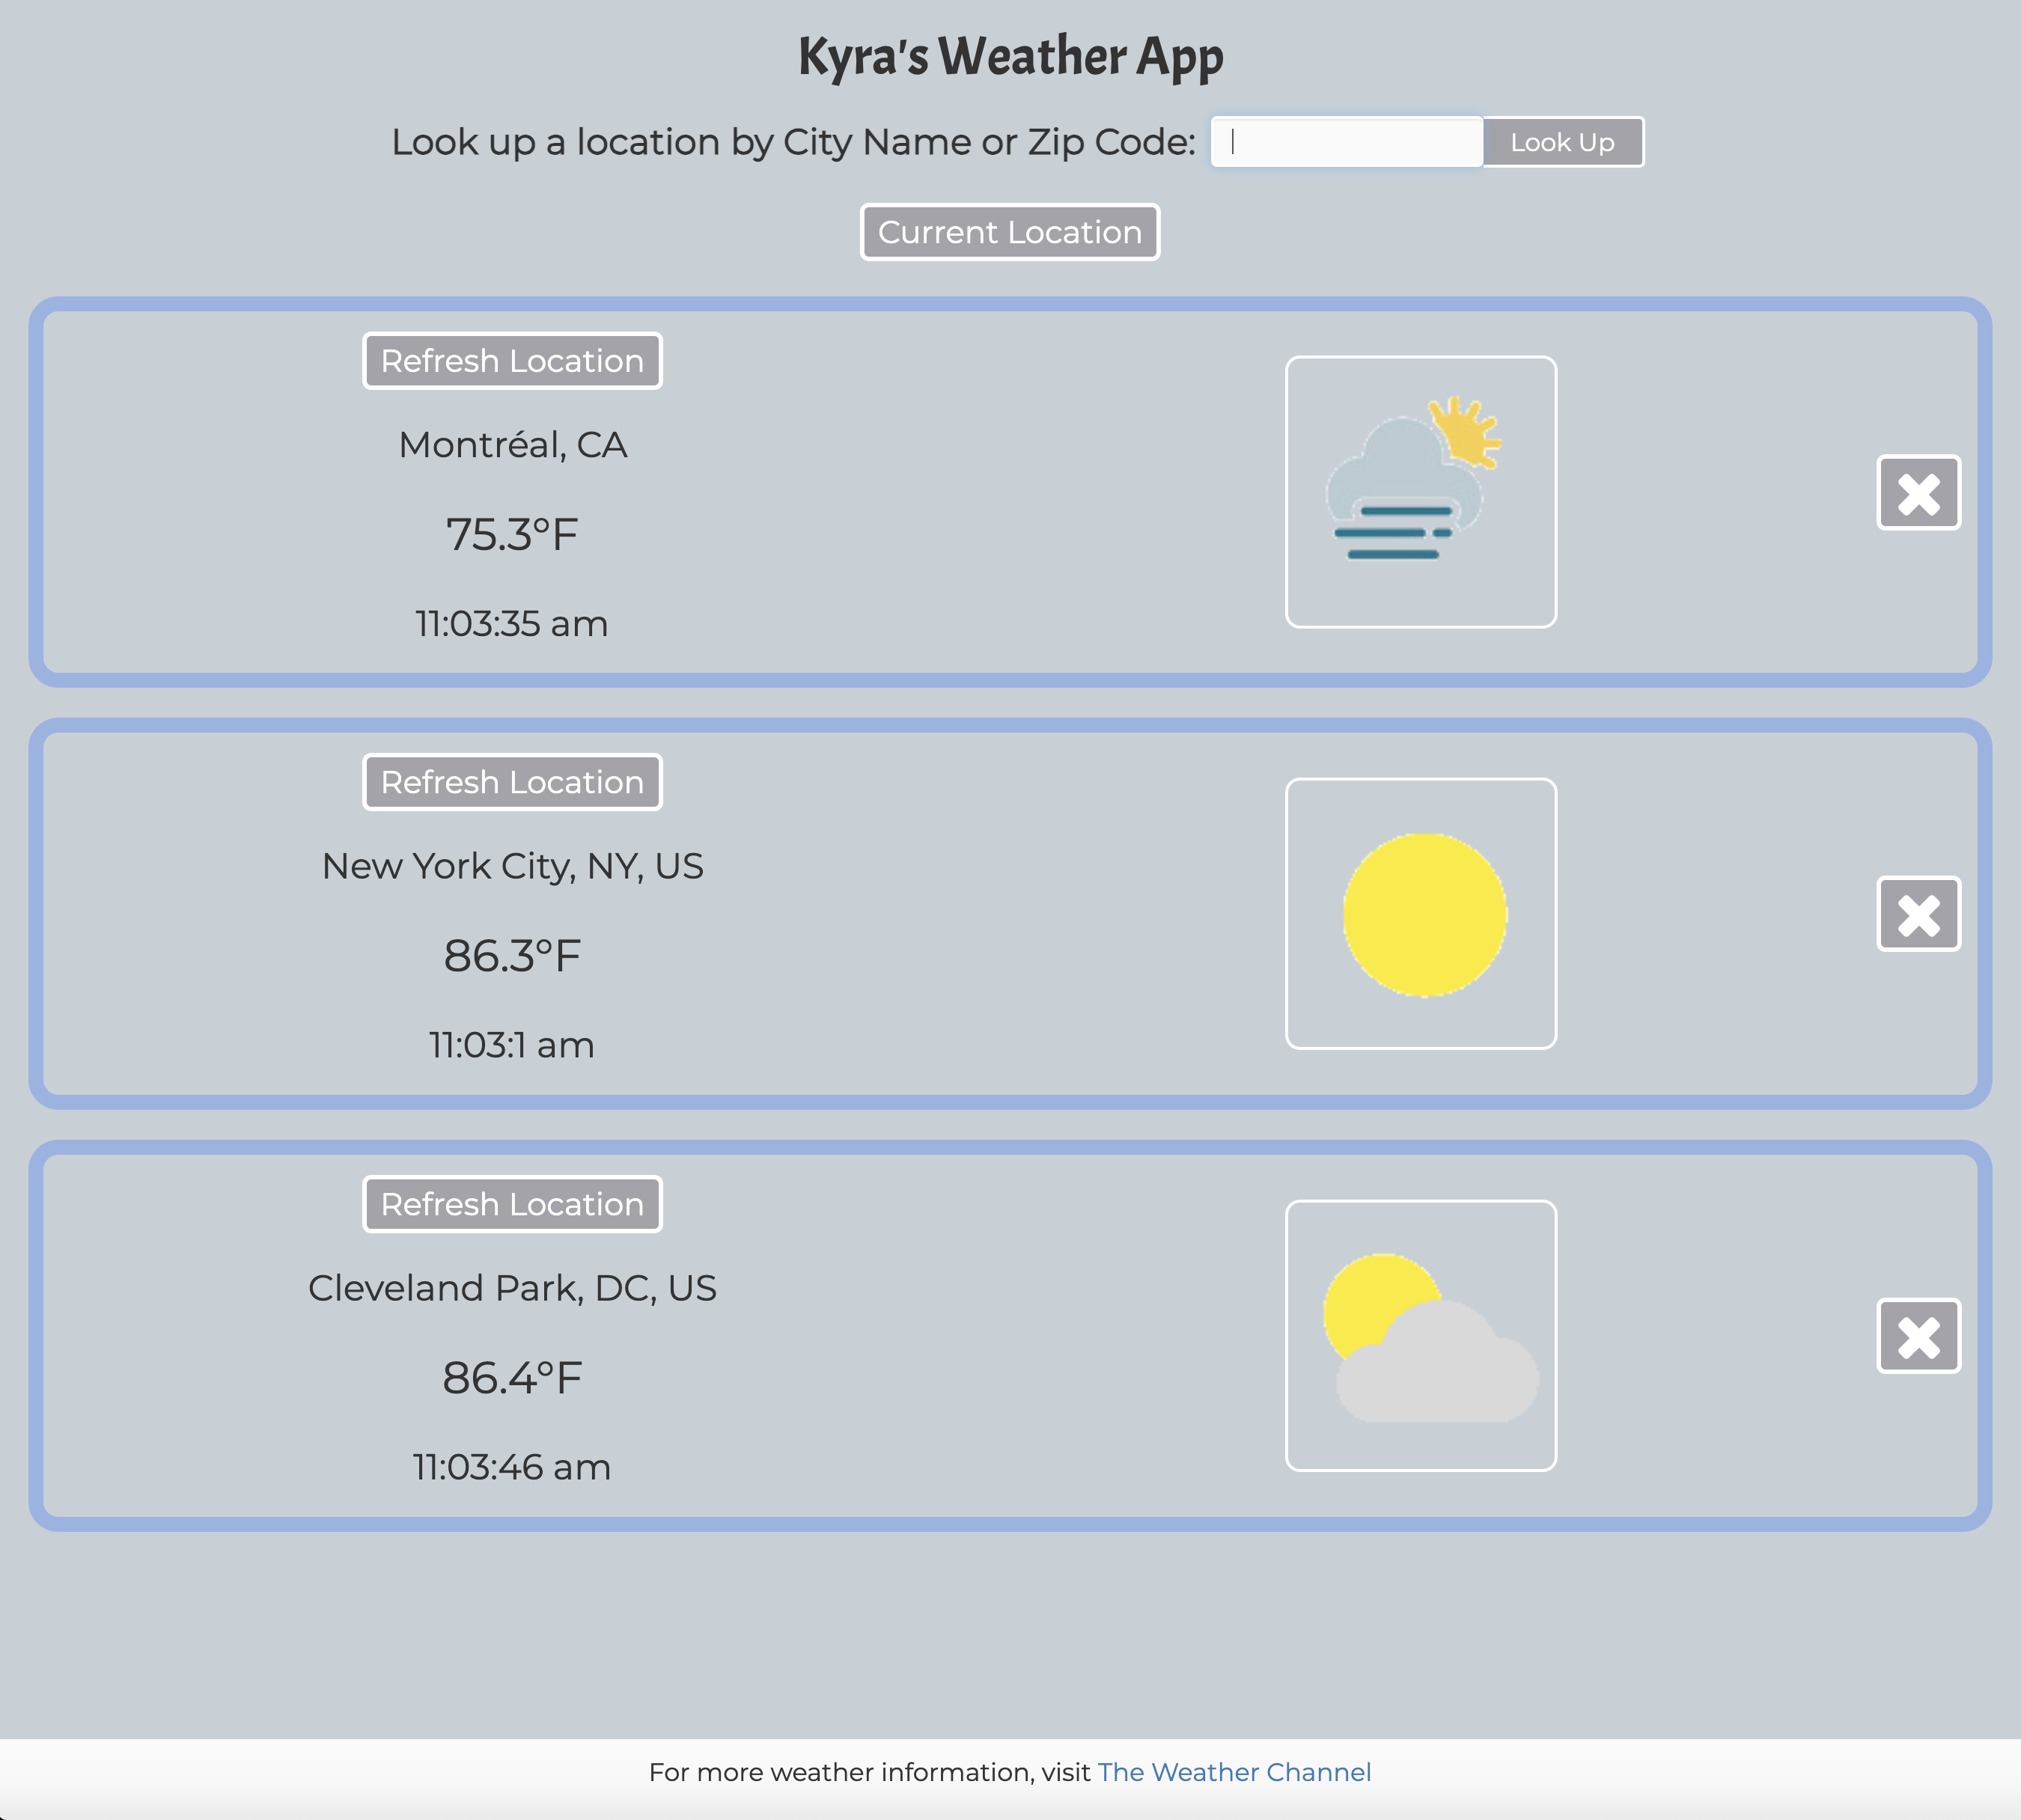 Kyra's Weather App
Look up a location by City Name or Zip Code: Look Up
Current Location
Refresh Location
Montréal, CA
75.3°F
11:03:35 am
Refresh Location
New York City, NY, US
86.3°F
11:03:1 am
Refresh Location
Cleveland Park, DC, US
86.4°F
11:03:46 am
For more weather information, visit The Weather Channel